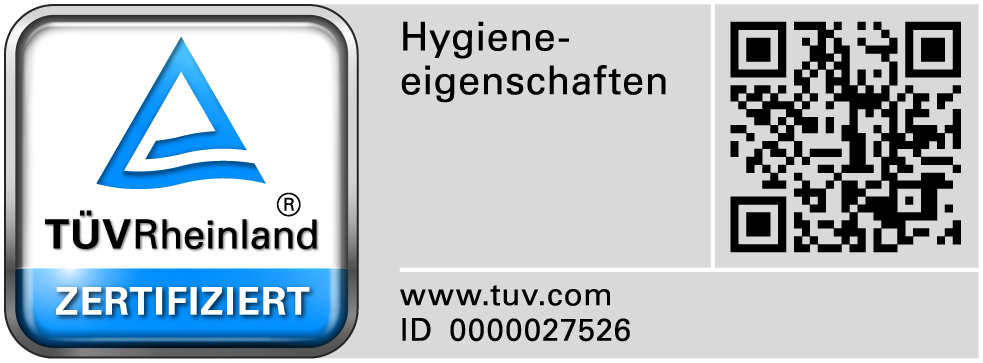 Hygiene-
eigenschaften
®
TÜVRheinland
ZERTIFIZIERT
www.tuv.com
ID 0000027526